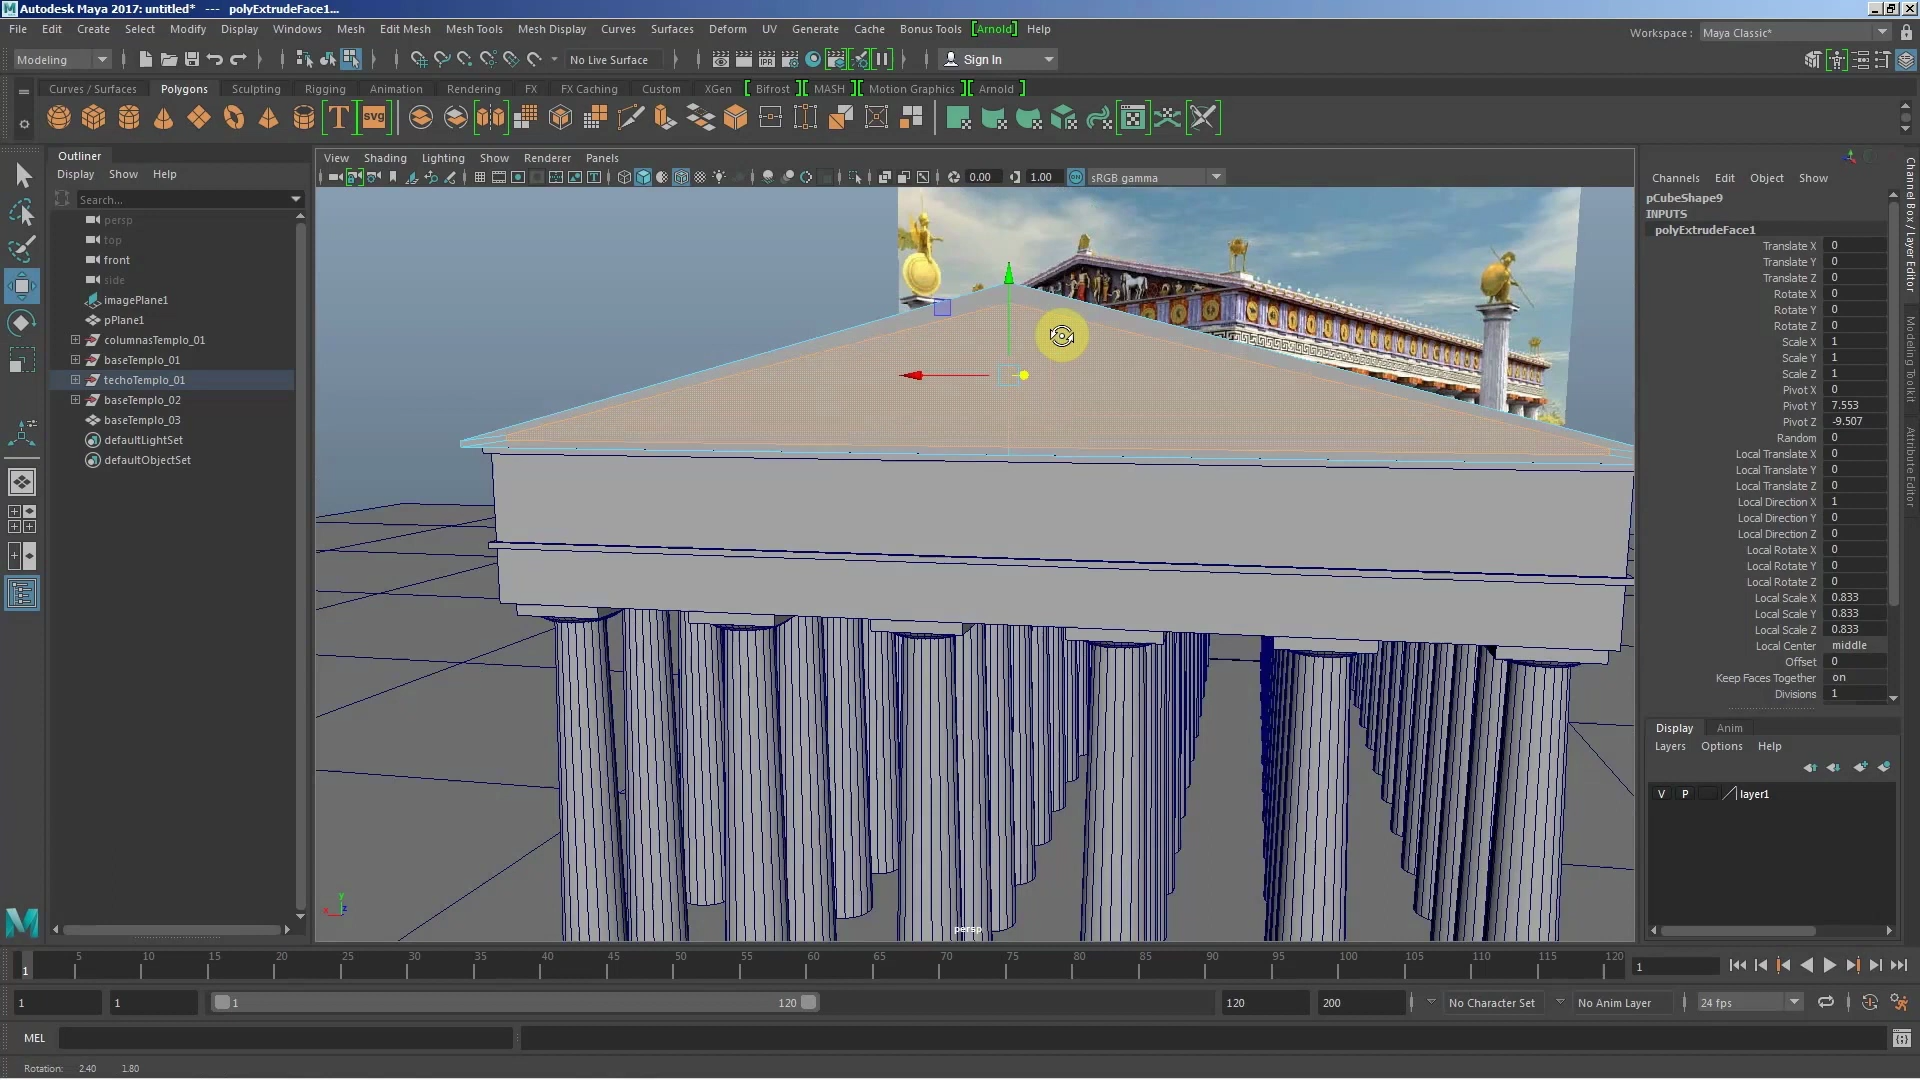 Autodesk Maya 2017: untitled* --- polyExtrudeFace1...
File Edit Create Select Modify Display Windows Mesh Edit Mesh Mesh Tools Mesh Display Curves Surfaces Deform UV Generate Cache Bonus Tools [Arnold] Help
Workspace : Maya Classic*
Modeling No Live Surface Sign In
Curves / Surfaces Polygons Sculpting Rigging Animation Rendering FX FX Caching Custom XGen [ Bifrost ][ MASH ][ Motion Graphics ][ Arnold ]
T svg
Outliner
Display Show Help
Search...
persp
top
front
side
imagePlane1
pPlane1
columnasTemplo_01
baseTemplo_01
techoTemplo_01
baseTemplo_02
baseTemplo_03
defaultLightSet
defaultObjectSet
View Shading Lighting Show Renderer Panels
0.00 1.00 ON sRGB gamma
persp
Channels Edit Object Show
pCubeShape9
INPUTS
polyExtrudeFace1
Translate X 0
Translate Y 0
Translate Z 0
Rotate X 0
Rotate Y 0
Rotate Z 0
Scale X 1
Scale Y 1
Scale Z 1
Pivot X 0
Pivot Y 7.553
Pivot Z -9.507
Random 0
Local Translate X 0
Local Translate Y 0
Local Translate Z 0
Local Direction X 1
Local Direction Y 0
Local Direction Z 0
Local Rotate X 0
Local Rotate Y 0
Local Rotate Z 0
Local Scale X 0.833
Local Scale Y 0.833
Local Scale Z 0.833
Local Center middle
Offset 0
Keep Faces Together on
Divisions 1
Channel Box / Layer Editor
Modeling Toolkit
Attribute Editor
Display Anim
Layers Options Help
V P layer1
1 5 10 15 20 25 30 35 40 45 50 55 60 65 70 75 80 85 90 95 100 105 110 115 120
1
1 1 1 120 120 200 No Character Set No Anim Layer 24 fps
MEL
Rotation: 2.40 1.80